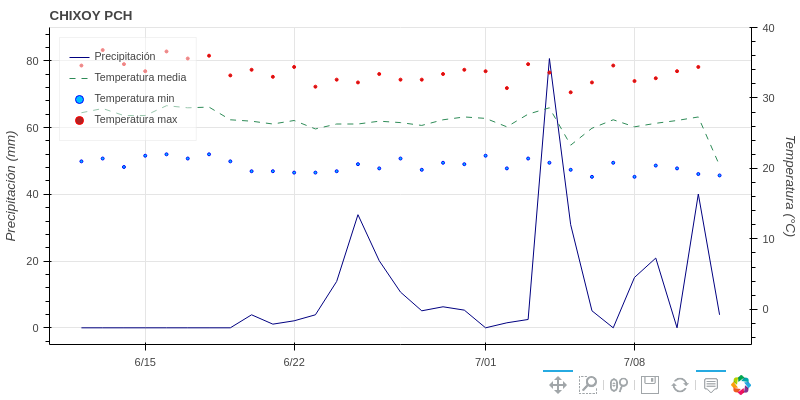 CHIXOY PCH
Precipitación
Temperatura media
Temperatura min
Temperatura max
Precipitación (mm)
80
60
40
20
0
Temperatura (°C)
40
30
20
10
0
6/15
6/22
7/01
7/08